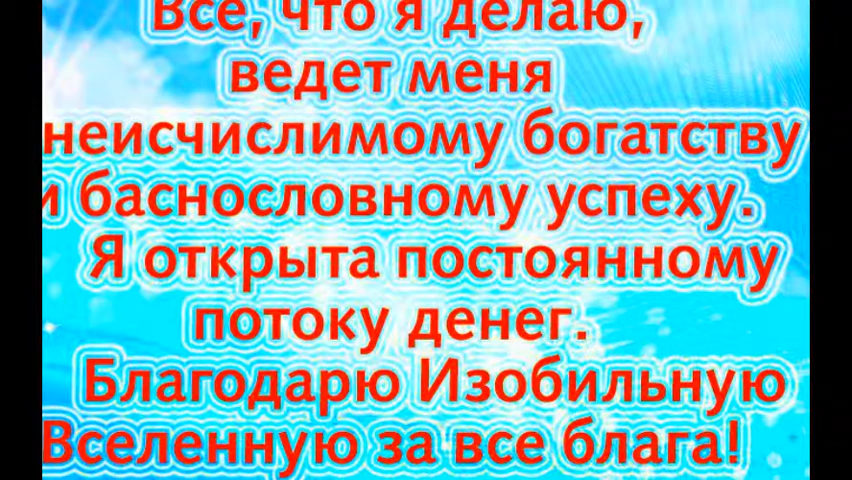 Все, что я делаю,
ведет меня
неисчислимому богатству
и баснословному успеху.
Я открыта постоянному
потоку денег.
Благодарю Изобильную
Вселенную за все блага!